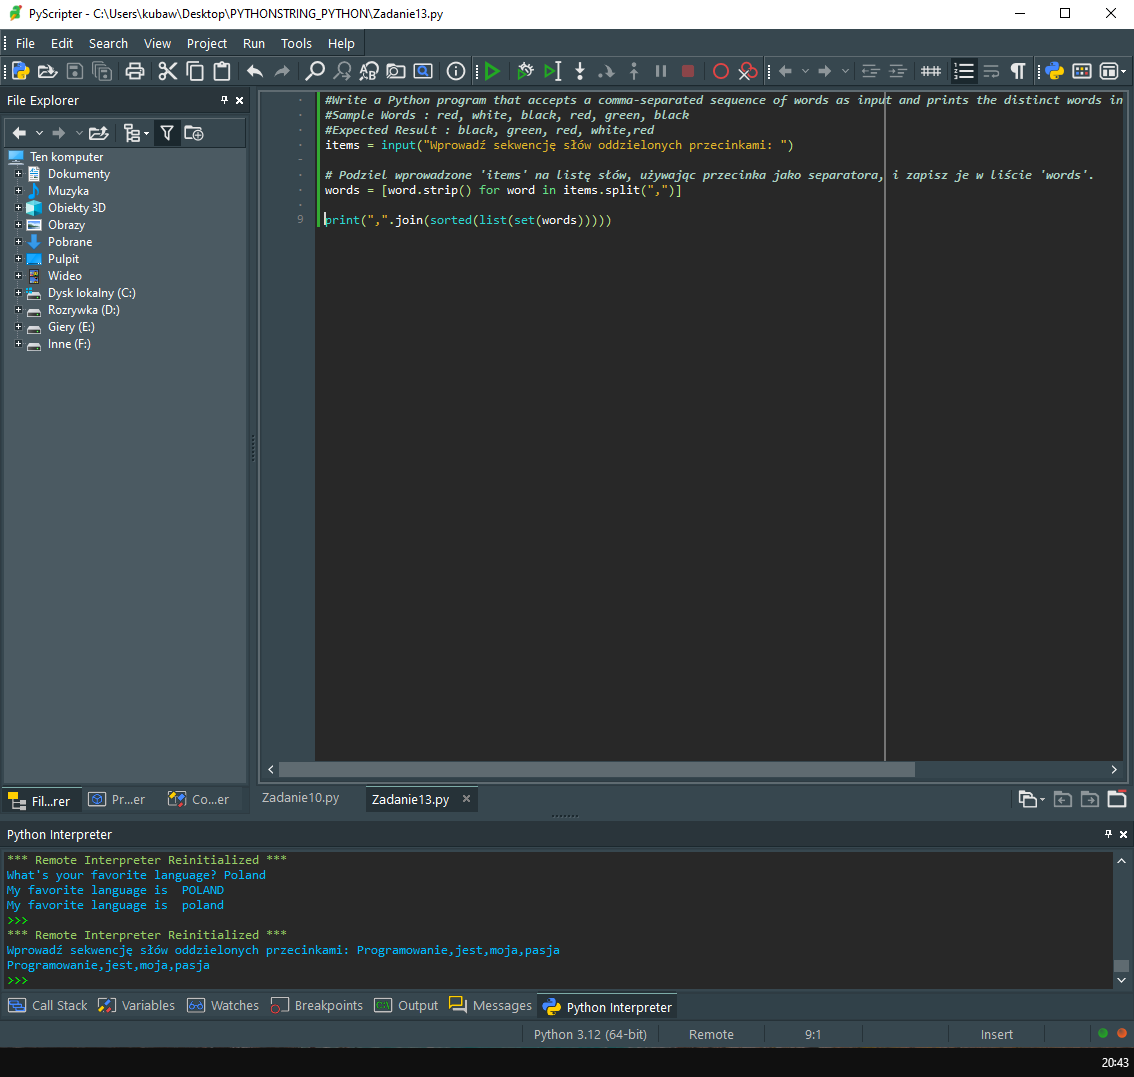 PyScripter - C:\Users\kubaw\Desktop\PYTHONSTRING_PYTHON\Zadanie13.py
File Edit Search View Project Run Tools Help
File Explorer
Ten komputer
Dokumenty
Muzyka
Obiekty 3D
Obrazy
Pobrane
Pulpit
Wideo
Dysk lokalny (C:)
Rozrywka (D:)
Giery (E:)
Inne (F:)
Fil...rer Pr...er Co...er
#Write a Python program that accepts a comma-separated sequence of words as input and prints the distinct words in
#Sample Words : red, white, black, red, green, black
#Expected Result : black, green, red, white,red
items = input("Wprowadź sekwencję słów oddzielonych przecinkami: ")
# Podziel wprowadzone 'items' na listę słów, używając przecinka jako separatora, i zapisz je w liście 'words'.
words = [word.strip() for word in items.split(",")]
9 print(",".join(sorted(list(set(words)))))
Zadanie10.py Zadanie13.py
Python Interpreter
*** Remote Interpreter Reinitialized ***
What's your favorite language? Poland
My favorite language is  POLAND
My favorite language is  poland
>>>
*** Remote Interpreter Reinitialized ***
Wprowadź sekwencję słów oddzielonych przecinkami: Programowanie,jest,moja,pasja
Programowanie,jest,moja,pasja
>>>
Call Stack Variables Watches Breakpoints Output Messages Python Interpreter
Python 3.12 (64-bit) Remote 9:1 Insert
20:43